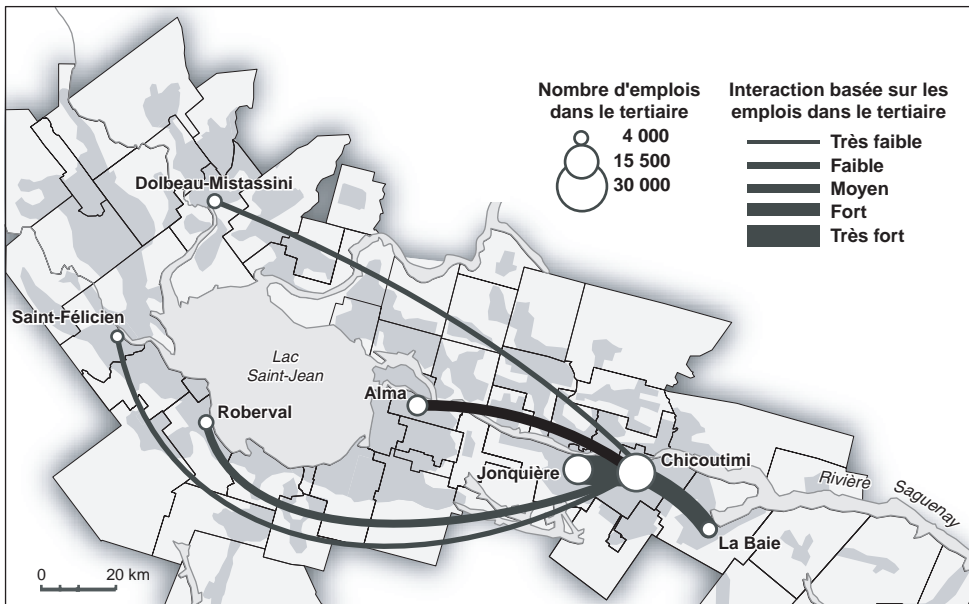 Nombre d'emplois
dans le tertiaire
4 000
15 500
30 000
Interaction basée sur les
emplois dans le tertiaire
Très faible
Faible
Moyen
Fort
Très fort
Dolbeau-Mistassini
Saint-Félicien
Lac
Saint-Jean
Roberval
Alma
Jonquière
Chicoutimi
Rivière
Saguenay
La Baie
0 20 km